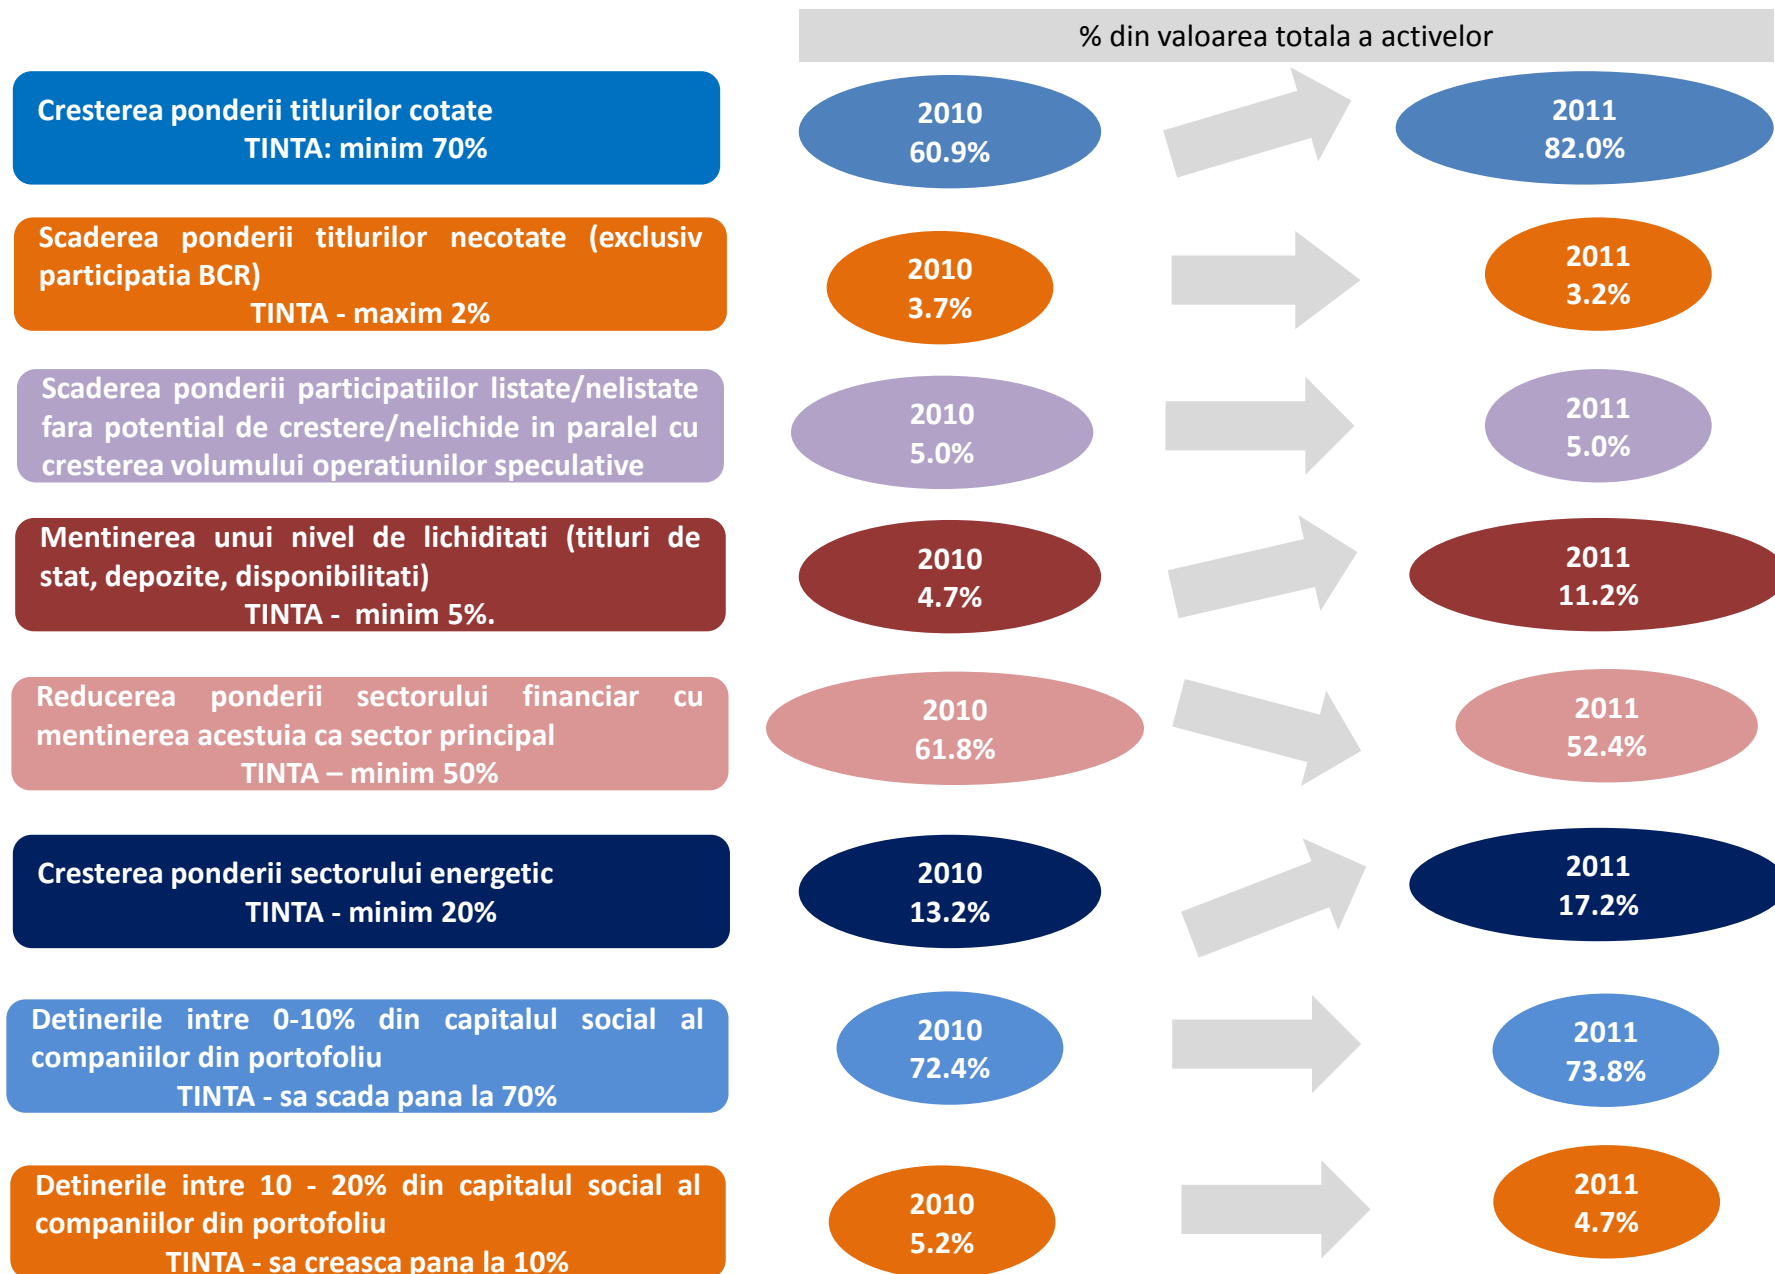 % din valoarea totala a activelor
Cresterea ponderii titlurilor cotate
TINTA: minim 70%
2010
60.9%
2011
82.0%
Scaderea ponderii titlurilor necotate (exclusiv
participatia BCR)
TINTA - maxim 2%
2010
3.7%
2011
3.2%
Scaderea ponderii participatiilor listate/nelistate
fara potential de crestere/nelichide in paralel cu
cresterea volumului operatiunilor speculative
2010
5.0%
2011
5.0%
Mentinerea unui nivel de lichiditati (titluri de
stat, depozite, disponibilitati)
TINTA - minim 5%.
2010
4.7%
2011
11.2%
Reducerea ponderii sectorului financiar cu
mentinerea acestuia ca sector principal
TINTA – minim 50%
2010
61.8%
2011
52.4%
Cresterea ponderii sectorului energetic
TINTA - minim 20%
2010
13.2%
2011
17.2%
Detinerile intre 0-10% din capitalul social al
companiilor din portofoliu
TINTA - sa scada pana la 70%
2010
72.4%
2011
73.8%
Detinerile intre 10 - 20% din capitalul social al
companiilor din portofoliu
TINTA - sa creasca pana la 10%
2010
5.2%
2011
4.7%